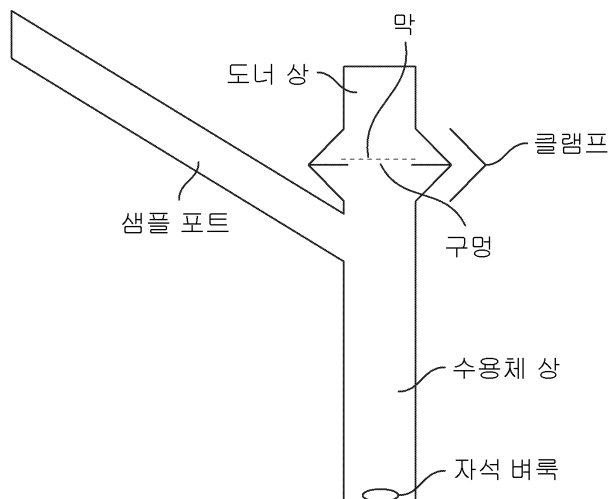 막
도너 상
클램프
샘플 포트
구멍
수용체 상
자석 벼룩